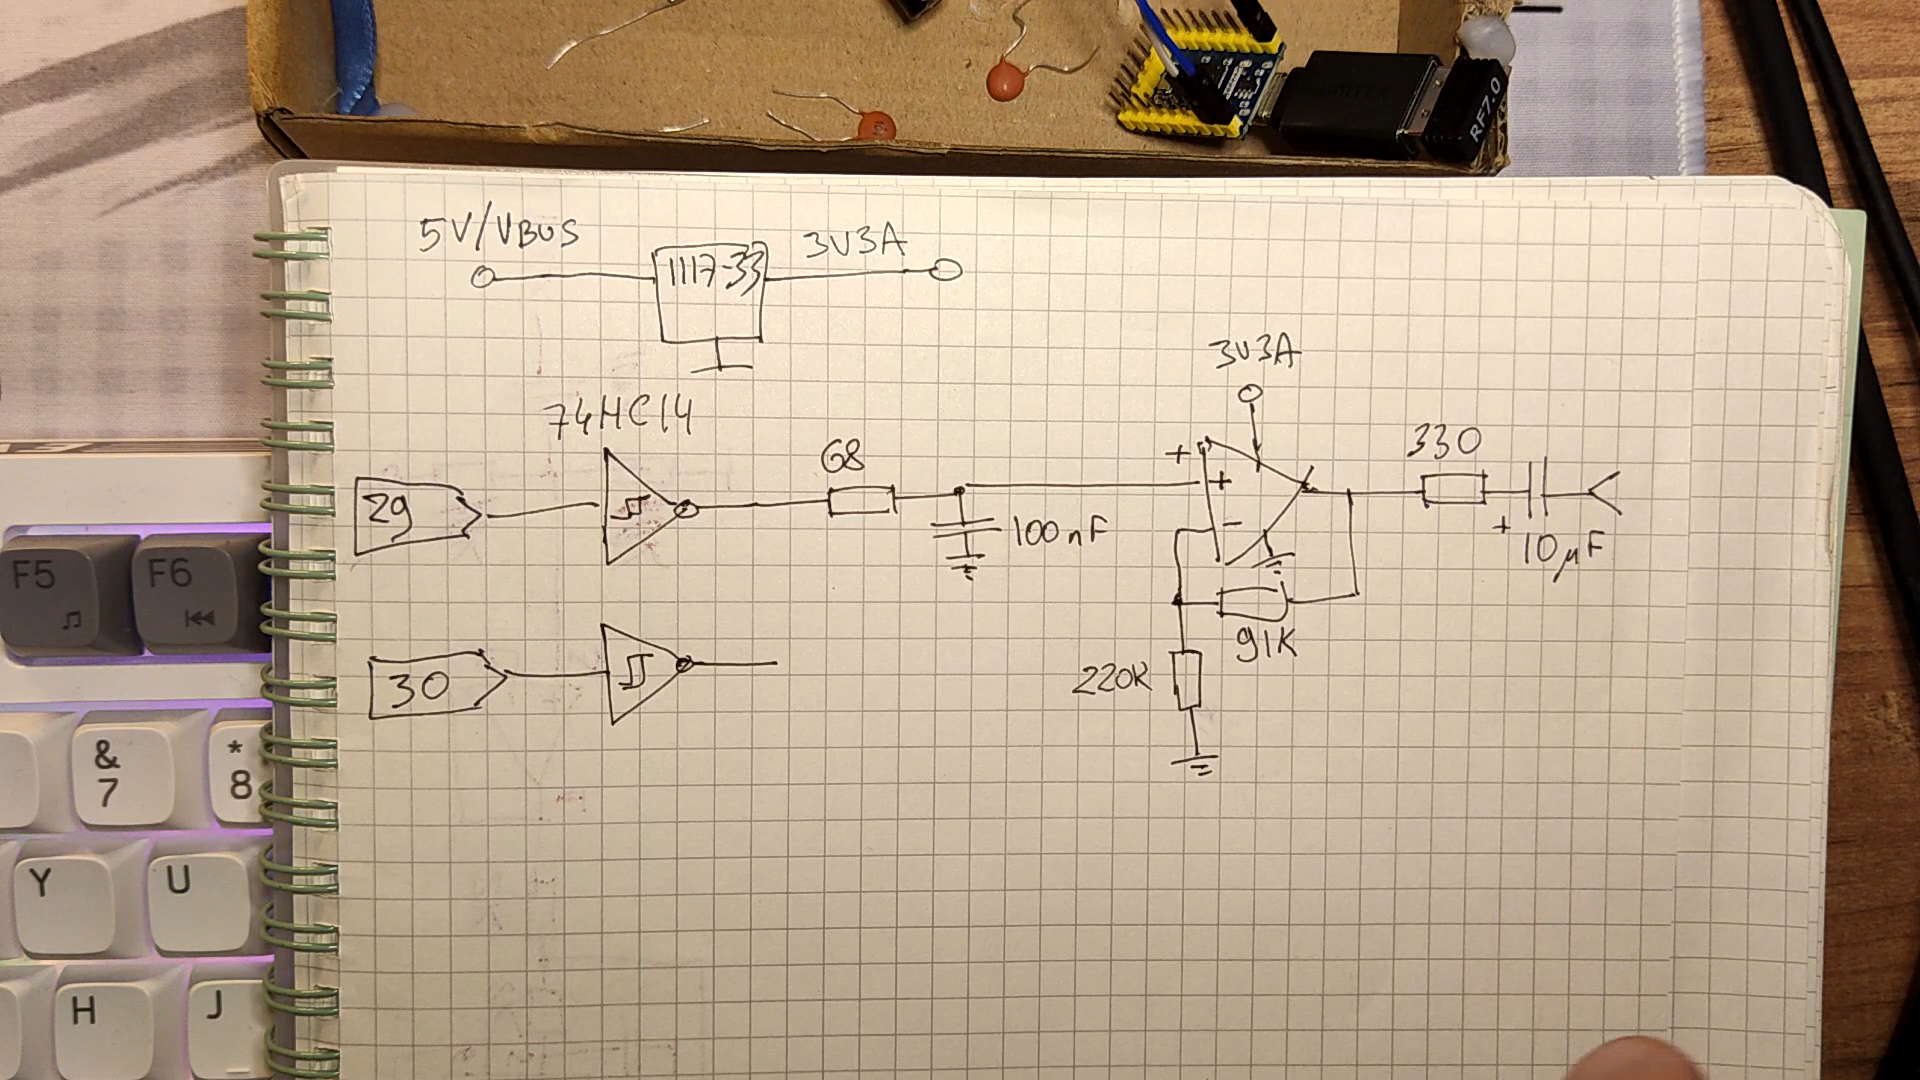 RF7.0
5V/VBUS
1117-33
3V3A
3V3A
74HC14
29
68
100nF
+
+
-
330
+
10µF
91K
220K
30
F5
F6
&
7
*
8
Y
U
H
J